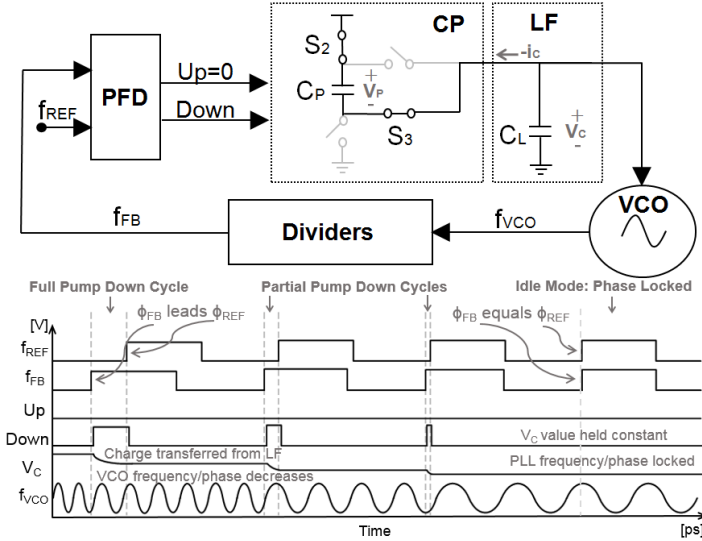 CP
LF
S2
-ic
Up=0
PFD
CP
+
VP
-
fREF
Down
S3
CL
+
VC
-
VCO
fFB
Dividers
fVCO
Full Pump Down Cycle
Partial Pump Down Cycles
Idle Mode: Phase Locked
[V]
ϕFB leads ϕREF
ϕFB equals ϕREF
fREF
fFB
Up
Down
VC value held constant
Charge transferred from LF
VC
PLL frequency/phase locked
VCO frequency/phase decreases
fVCO
Time
[ps]